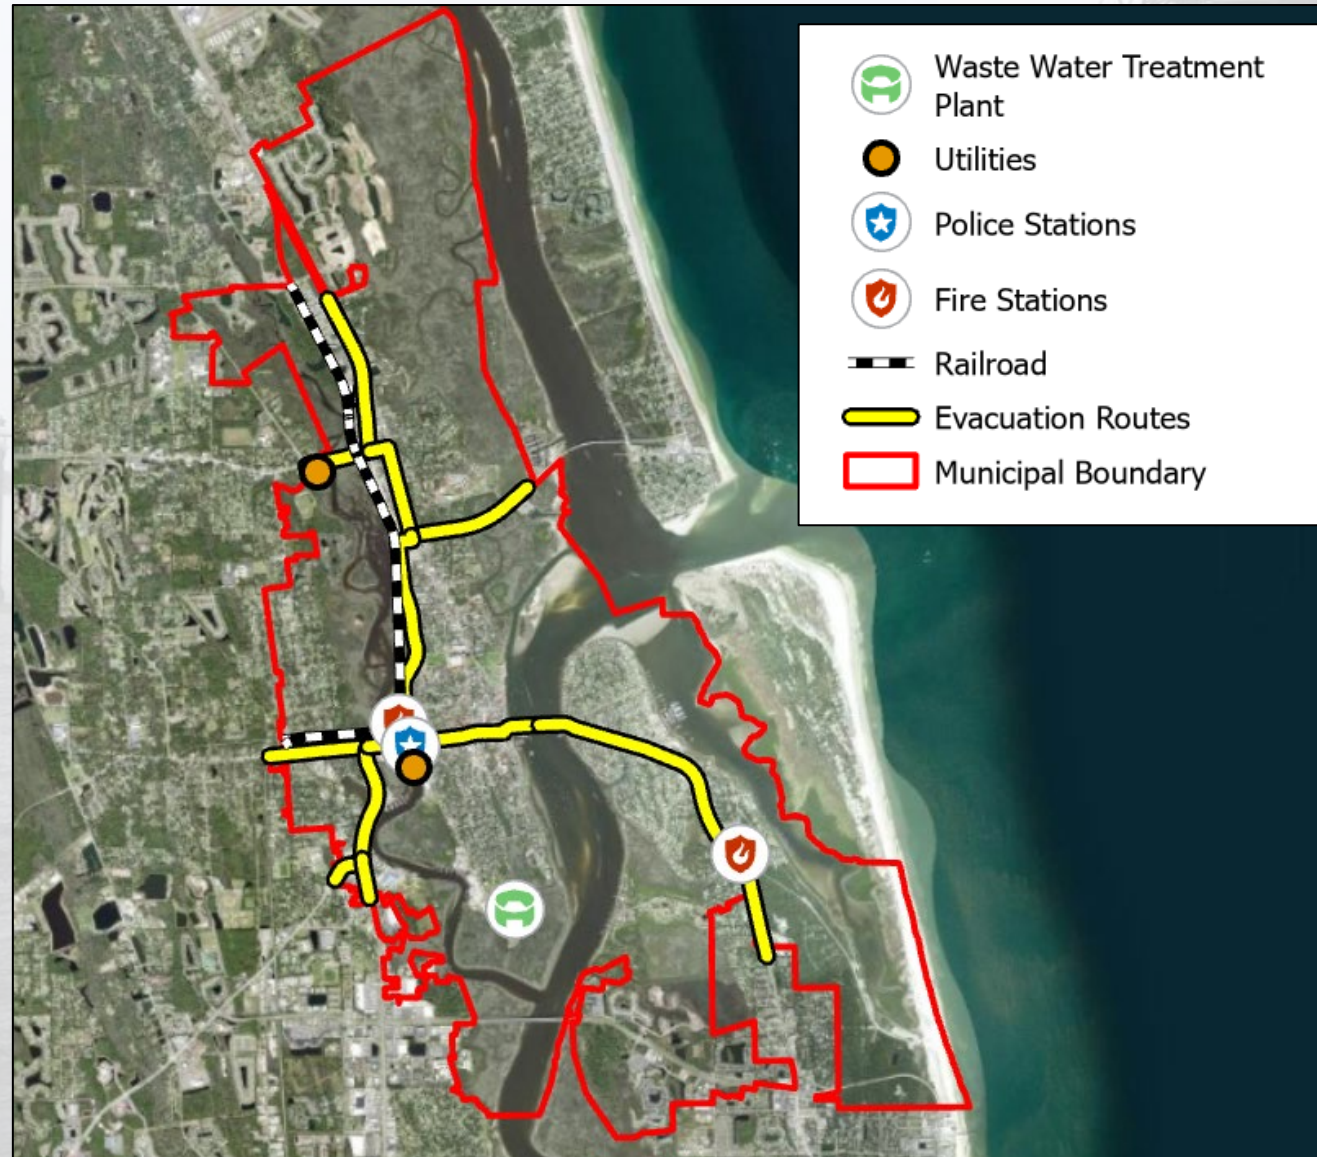 Waste Water Treatment
Plant
Utilities
Police Stations
Fire Stations
Railroad
Evacuation Routes
Municipal Boundary